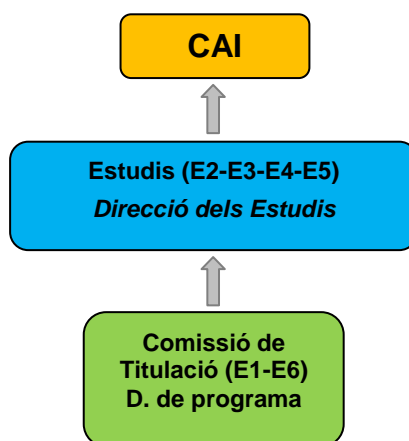 CAI
Estudis (E2-E3-E4-E5)
Direcció dels Estudis
Comissió de
Titulació (E1-E6)
D. de programa